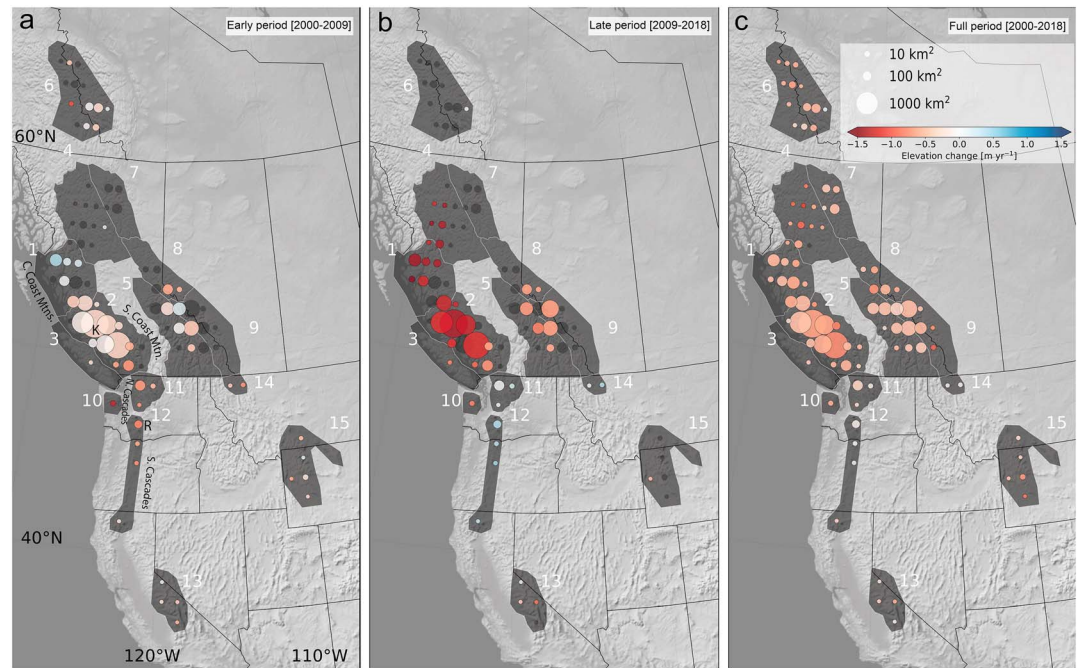 a
Early period [2000-2009]
6
60°N
4
7
1
8
C. Coast Mtns.
5
2
S. Coast Mtn.
K
9
3
14
11
10
W. Cascades
12
R
15
S. Cascades
40°N
13
120°W
110°W
b
Late period [2009-2018]
6
4
7
1
8
5
2
9
3
14
11
10
12
15
13
c
Full period [2000-2018]
10 km²
100 km²
1000 km²
−1.5 −1.0 −0.5 0.0 0.5 1.0 1.5
Elevation change [m yr⁻¹]
6
4
7
1
8
5
2
9
3
14
11
10
12
15
13